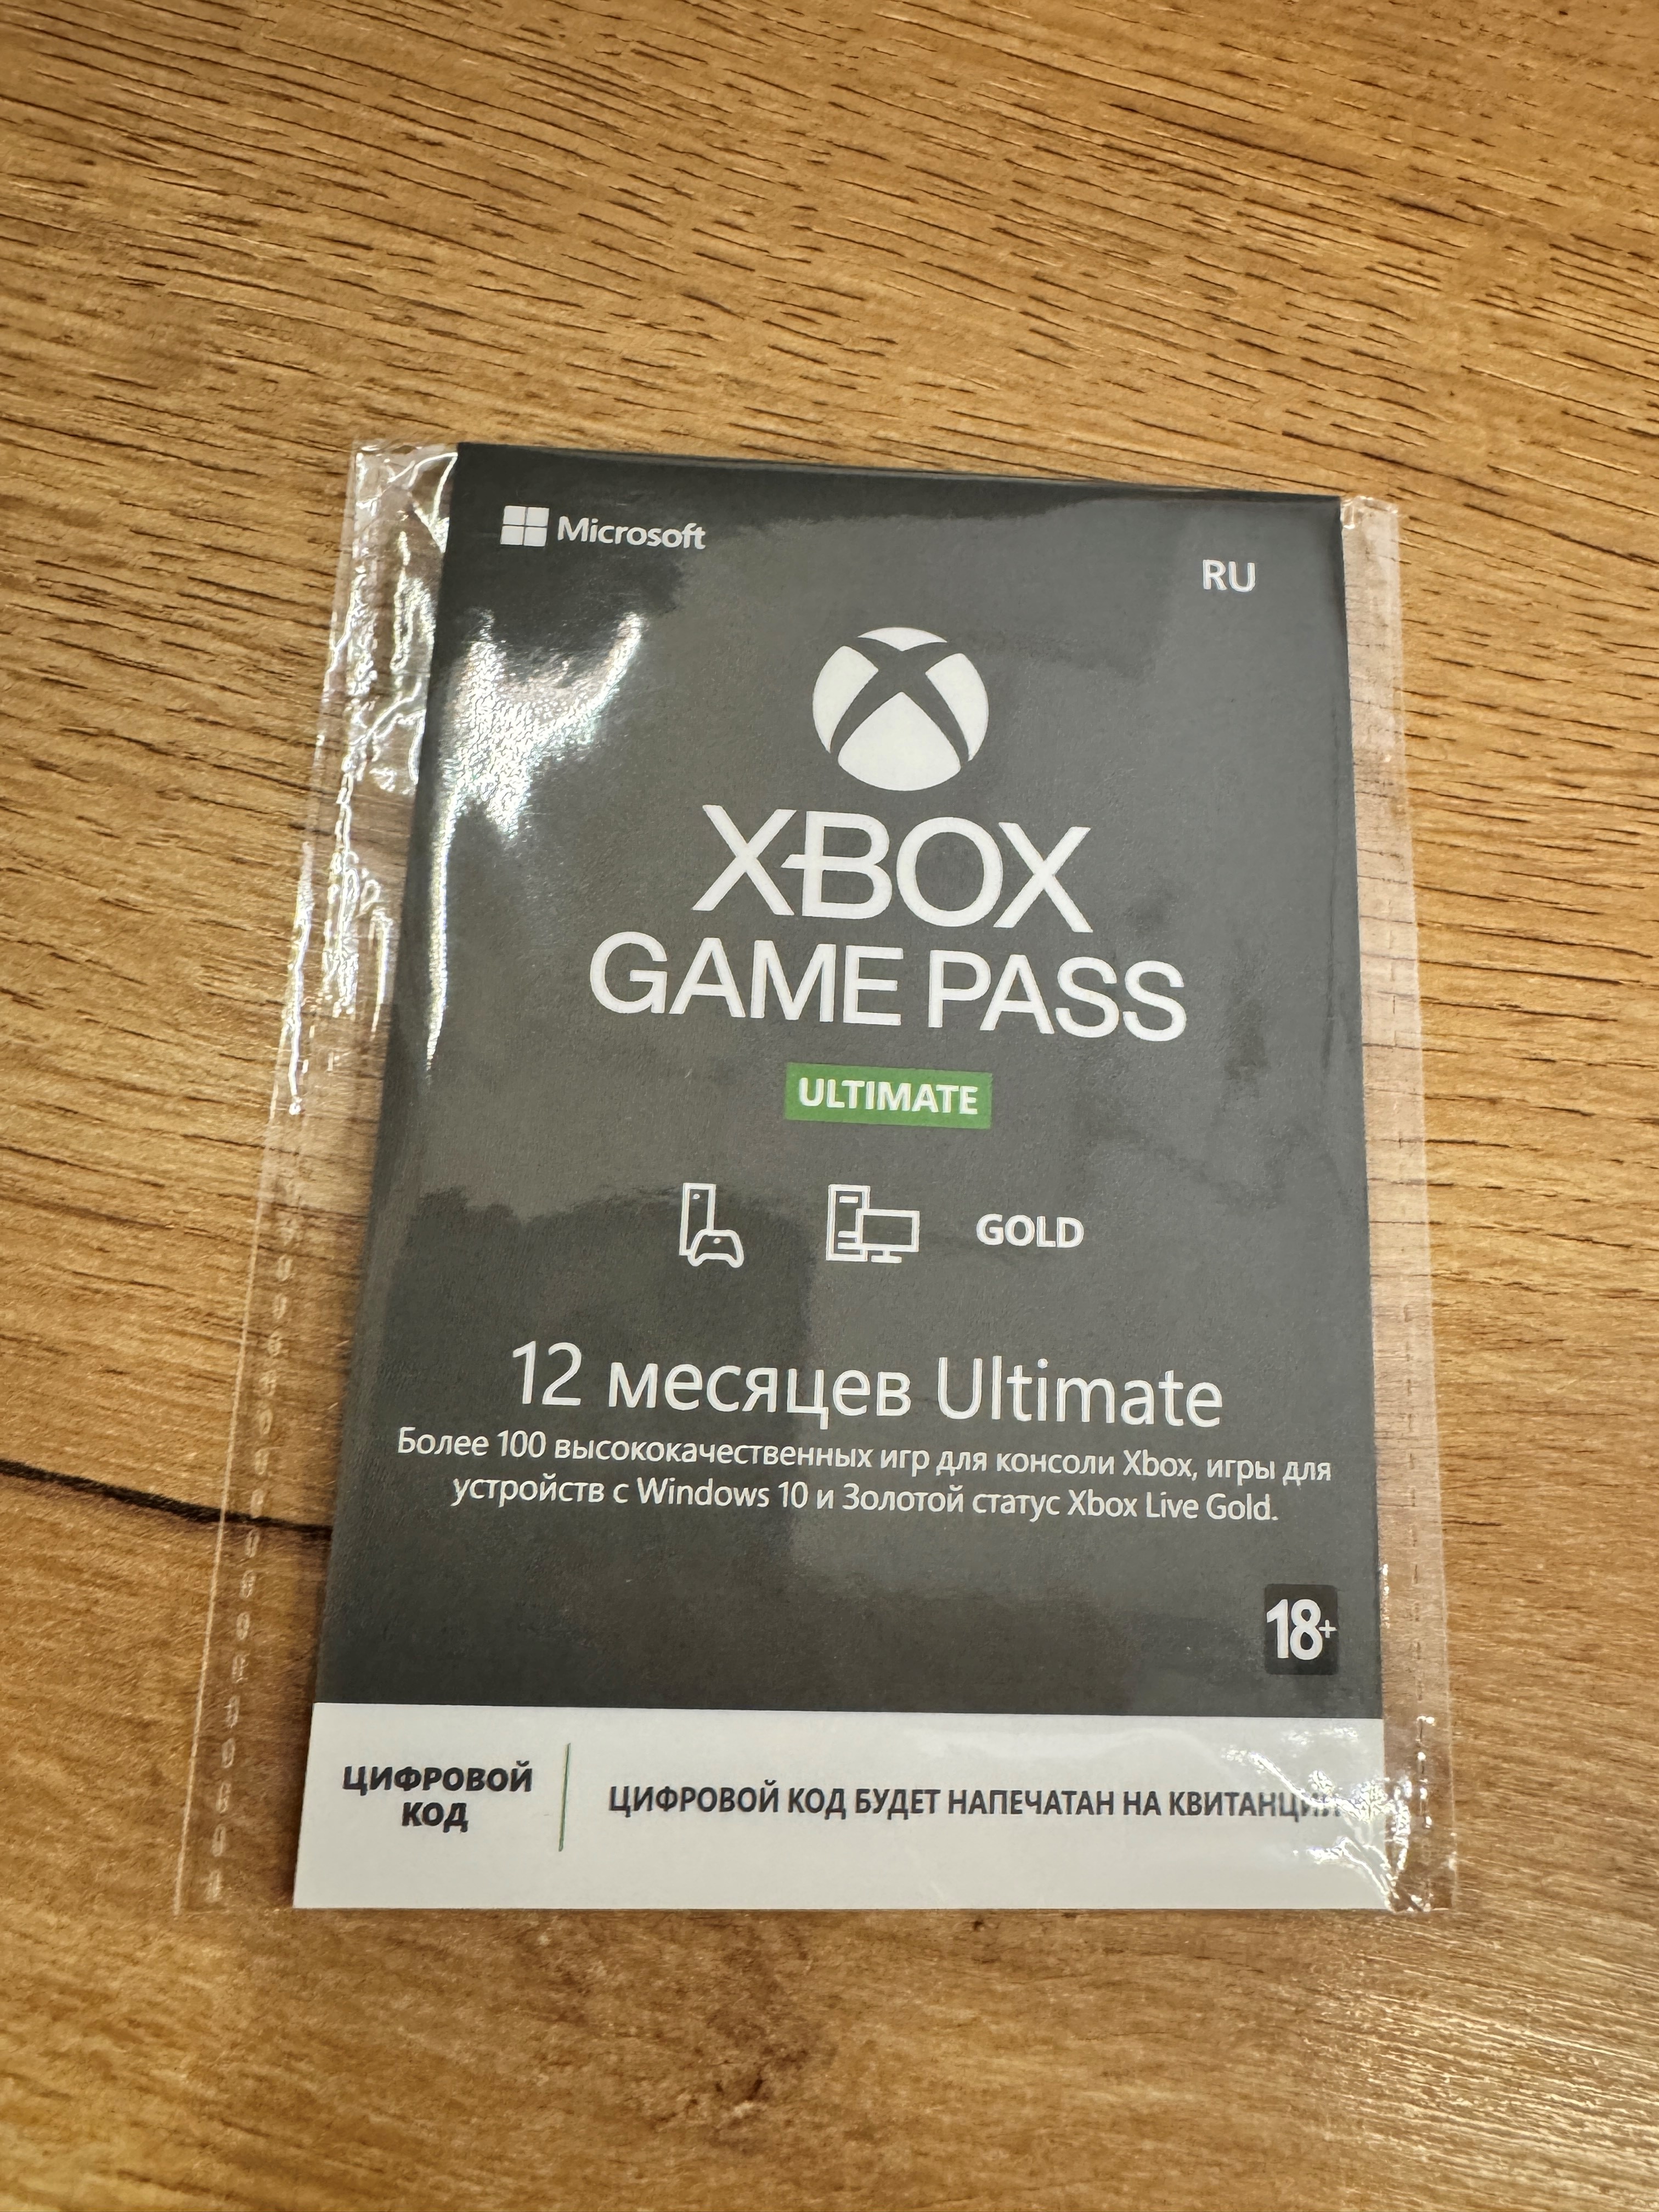 Microsoft
RU
XBOX
GAME PASS
ULTIMATE
GOLD
12 месяцев Ultimate
Более 100 высококачественных игр для консоли Xbox, игры для
устройств с Windows 10 и Золотой статус Xbox Live Gold.
18+
ЦИФРОВОЙ
КОД
ЦИФРОВОЙ КОД БУДЕТ НАПЕЧАТАН НА КВИТАНЦИИ